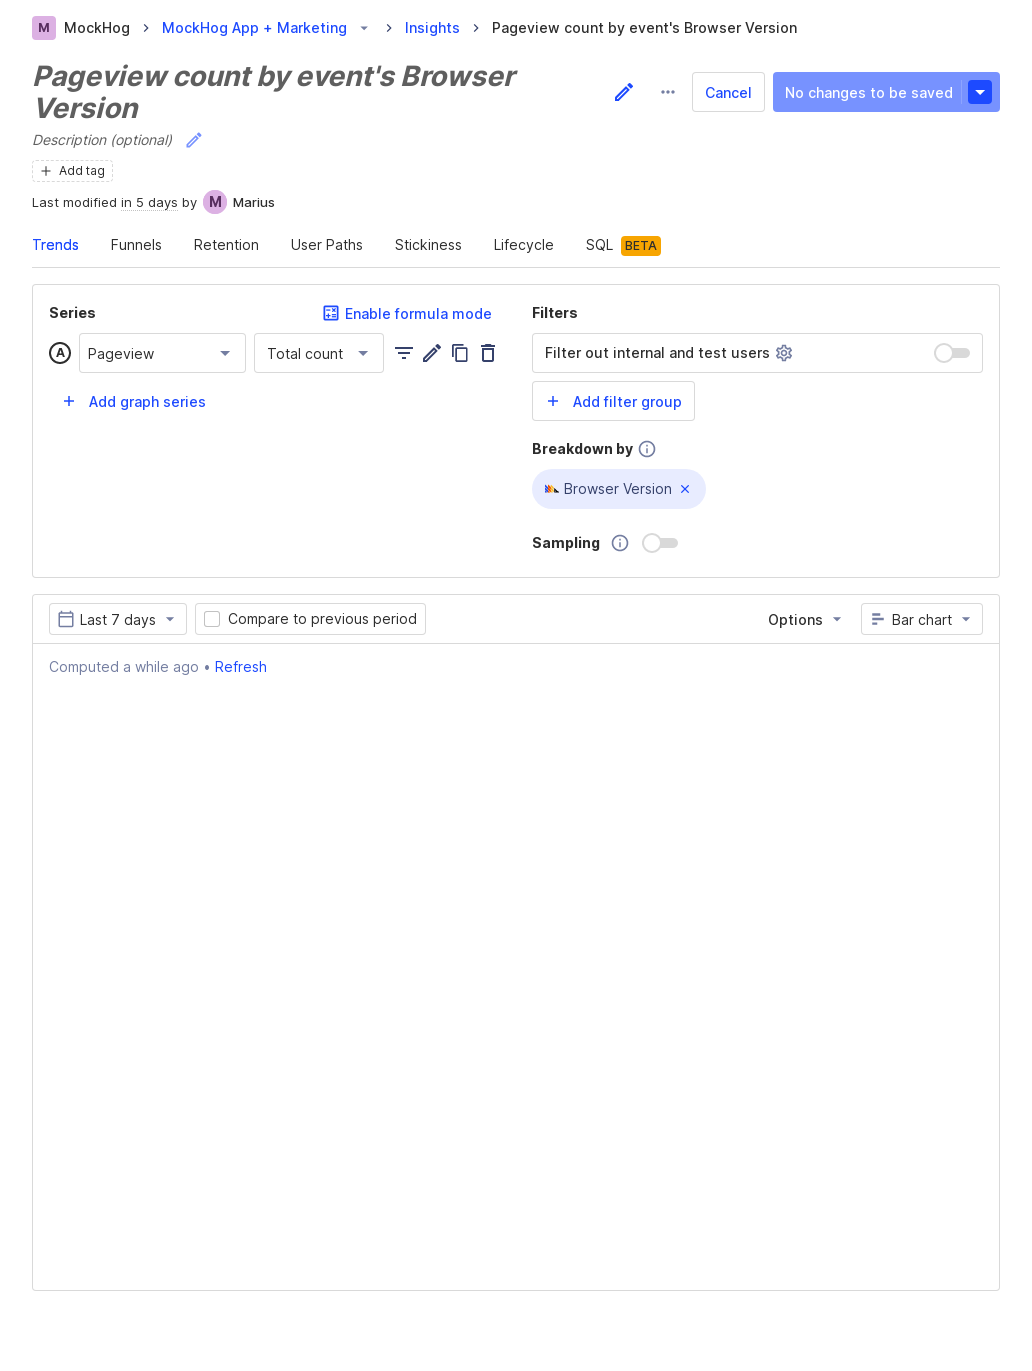 M MockHog MockHog App + Marketing Insights Pageview count by event's Browser Version
Pageview count by event's Browser
Version
Cancel
No changes to be saved
Description (optional)
Add tag
Last modified in 5 days by M Marius
Trends Funnels Retention User Paths Stickiness Lifecycle SQL BETA
Series
Enable formula mode
A Pageview Total count
Add graph series
Filters
Filter out internal and test users
Add filter group
Breakdown by
Browser Version
Sampling
Last 7 days Compare to previous period Options Bar chart
Computed a while ago • Refresh